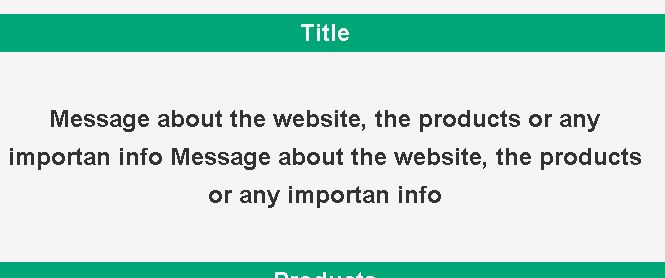 Title
Message about the website, the products or any
importan info Message about the website, the products
or any importan info
Products